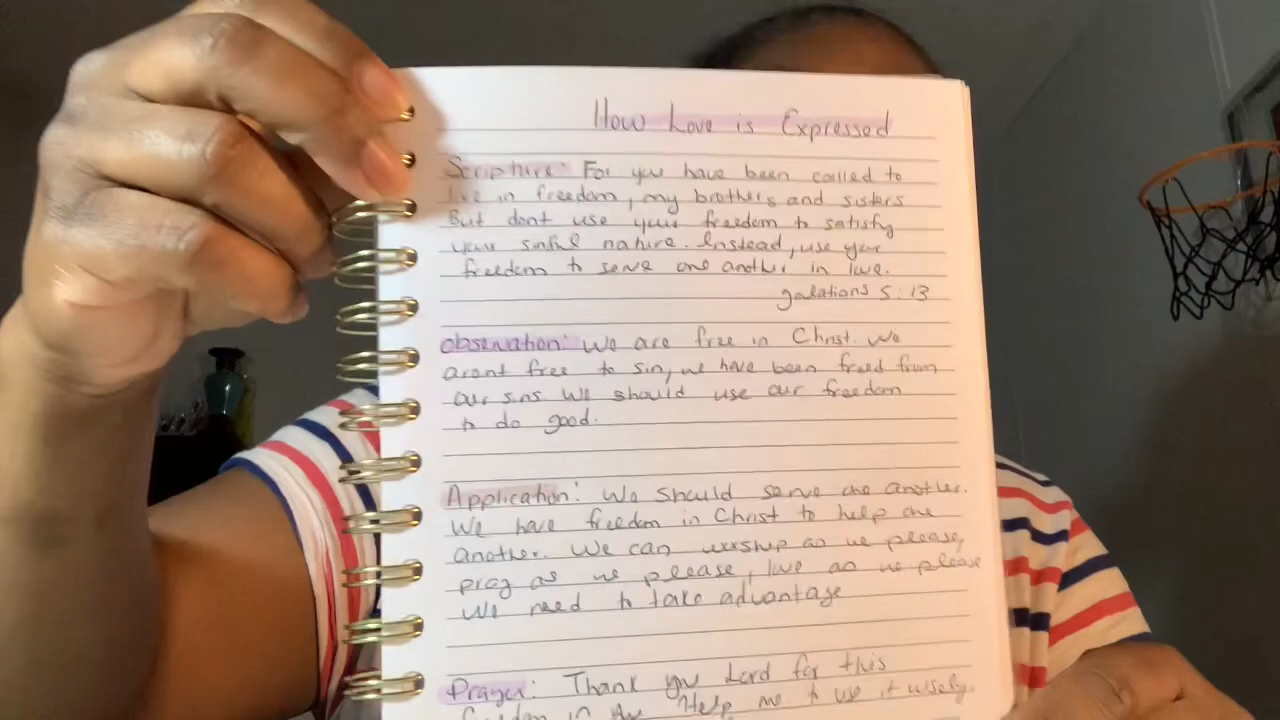 How Love is Expressed
Scripture: For you have been called to
live in freedom, my brothers and sisters
But dont use your freedom to satisfy
your sinful nature. Instead, use your
freedom to serve one another in love.
galatians 5:13
observation: We are free in Christ. We
arent free to sin, we have been freed from
our sins We should use our freedom
to do good.
Application: We should serve one another.
We have freedom in Christ to help one
another. We can worship as we please,
pray as we please, live as we please
We need to take advantage
Prayer: Thank you Lord for this
freedom in Help me to use it wisely.